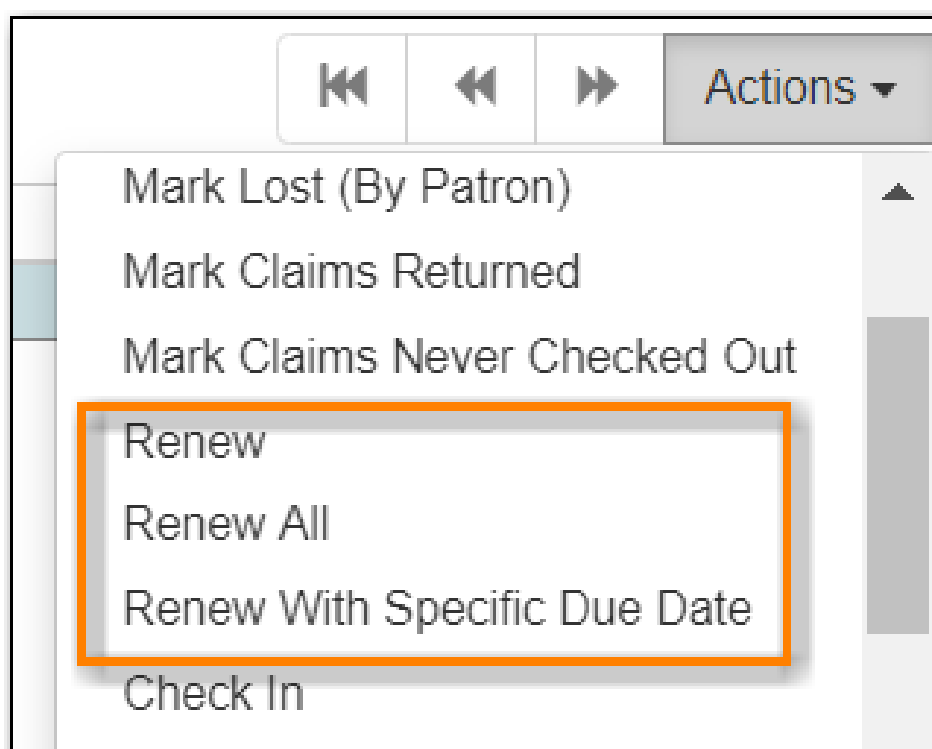 Actions
Mark Lost (By Patron)
Mark Claims Returned
Mark Claims Never Checked Out
Renew
Renew All
Renew With Specific Due Date
Check In